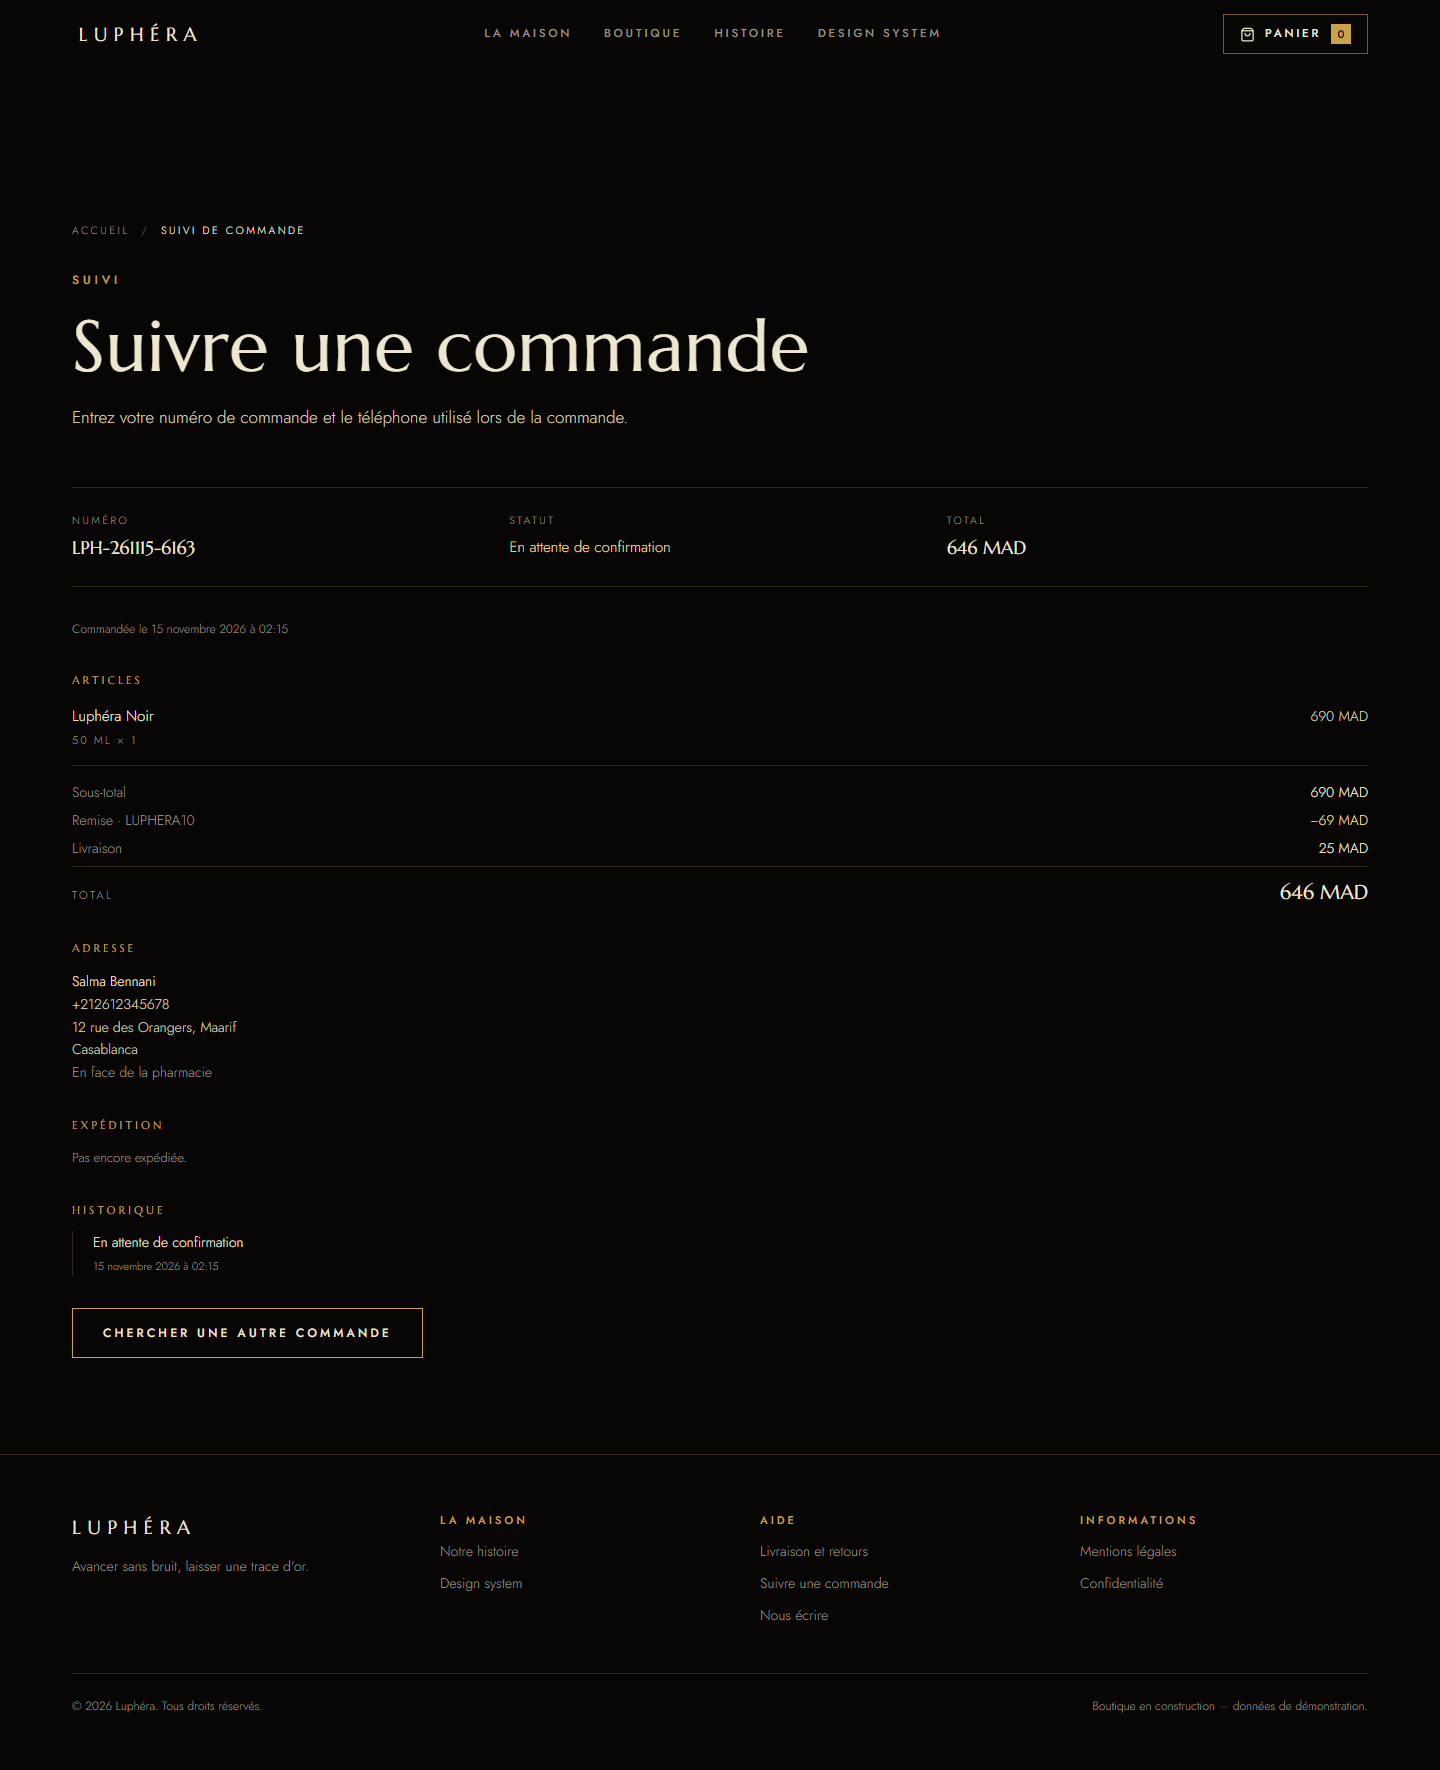 LUPHÉRA
LA MAISON BOUTIQUE HISTOIRE DESIGN SYSTEM
PANIER 0
ACCUEIL / SUIVI DE COMMANDE
SUIVI
Suivre une commande
Entrez votre numéro de commande et le téléphone utilisé lors de la commande.
NUMÉRO STATUT TOTAL
LPH-261115-6163 En attente de confirmation 646 MAD
Commandée le 15 novembre 2026 à 02:15
ARTICLES
Luphéra Noir 690 MAD
50 ML × 1
Sous-total 690 MAD
Remise · LUPHERA10 −69 MAD
Livraison 25 MAD
TOTAL 646 MAD
ADRESSE
Salma Bennani
+212612345678
12 rue des Orangers, Maarif
Casablanca
En face de la pharmacie
EXPÉDITION
Pas encore expédiée.
HISTORIQUE
En attente de confirmation
15 novembre 2026 à 02:15
CHERCHER UNE AUTRE COMMANDE
LUPHÉRA
Avancer sans bruit, laisser une trace d'or.
LA MAISON
Notre histoire
Design system
AIDE
Livraison et retours
Suivre une commande
Nous écrire
INFORMATIONS
Mentions légales
Confidentialité
© 2026 Luphéra. Tous droits réservés.
Boutique en construction — données de démonstration.